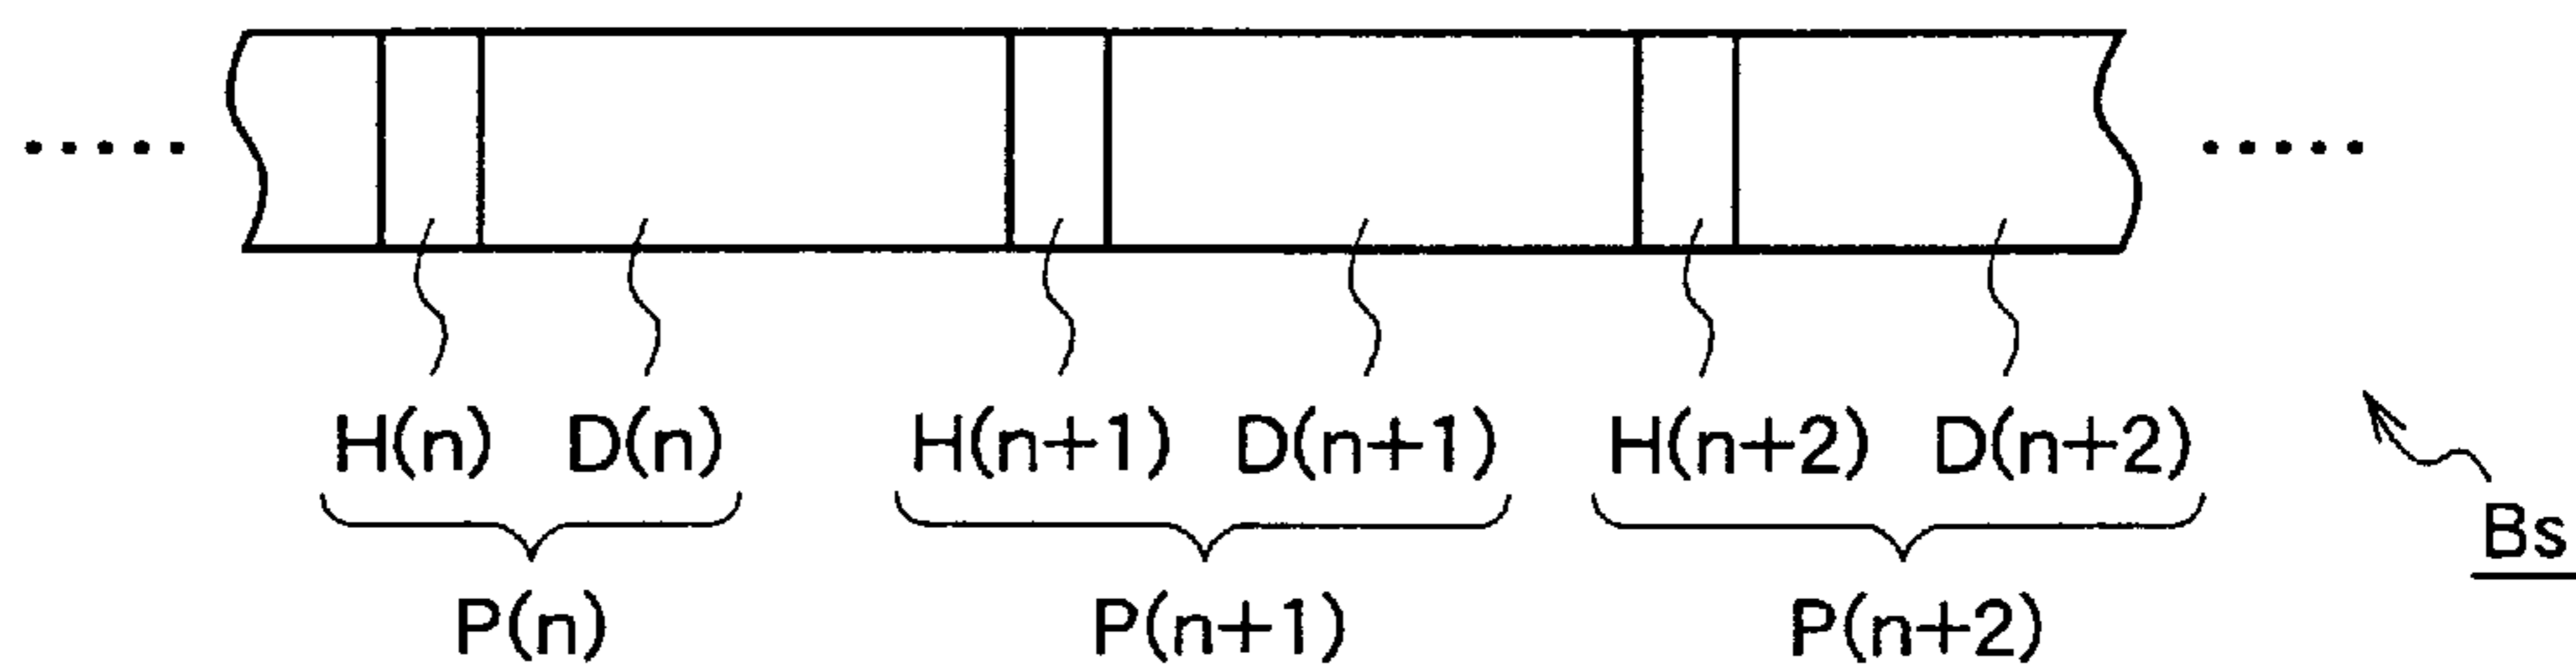 ..... .....
H(n) D(n) H(n+1) D(n+1) H(n+2) D(n+2)
Bs
P(n) P(n+1) P(n+2)